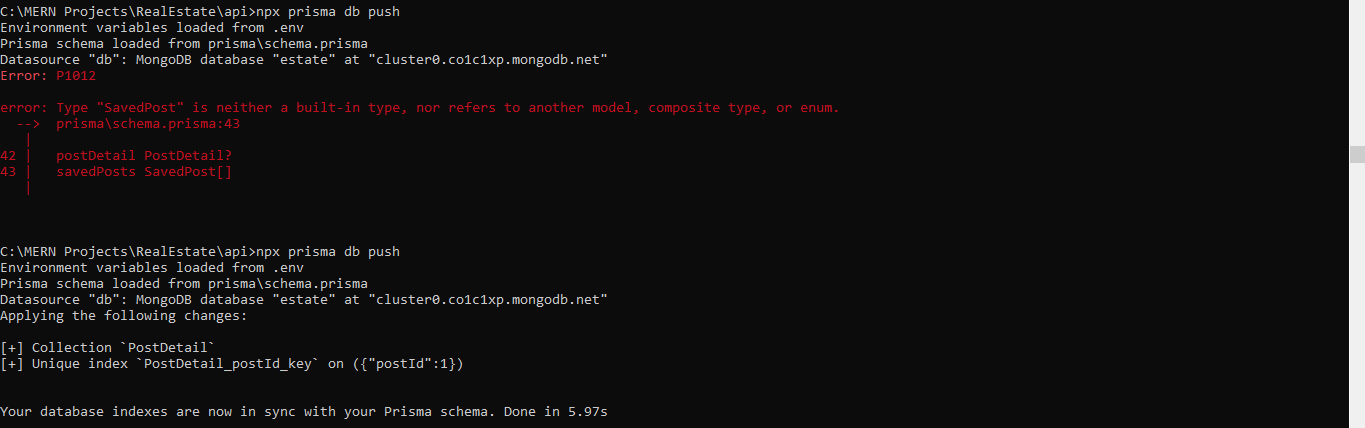 C:\MERN Projects\RealEstate\api>npx prisma db push
Environment variables loaded from .env
Prisma schema loaded from prisma\schema.prisma
Datasource "db": MongoDB database "estate" at "cluster0.co1c1xp.mongodb.net"
Error: P1012
error: Type "SavedPost" is neither a built-in type, nor refers to another model, composite type, or enum.
  -->  prisma\schema.prisma:43
   |
42 |   postDetail PostDetail?
43 |   savedPosts SavedPost[]
   |
C:\MERN Projects\RealEstate\api>npx prisma db push
Environment variables loaded from .env
Prisma schema loaded from prisma\schema.prisma
Datasource "db": MongoDB database "estate" at "cluster0.co1c1xp.mongodb.net"
Applying the following changes:
[+] Collection `PostDetail`
[+] Unique index `PostDetail_postId_key` on ({"postId":1})
Your database indexes are now in sync with your Prisma schema. Done in 5.97s